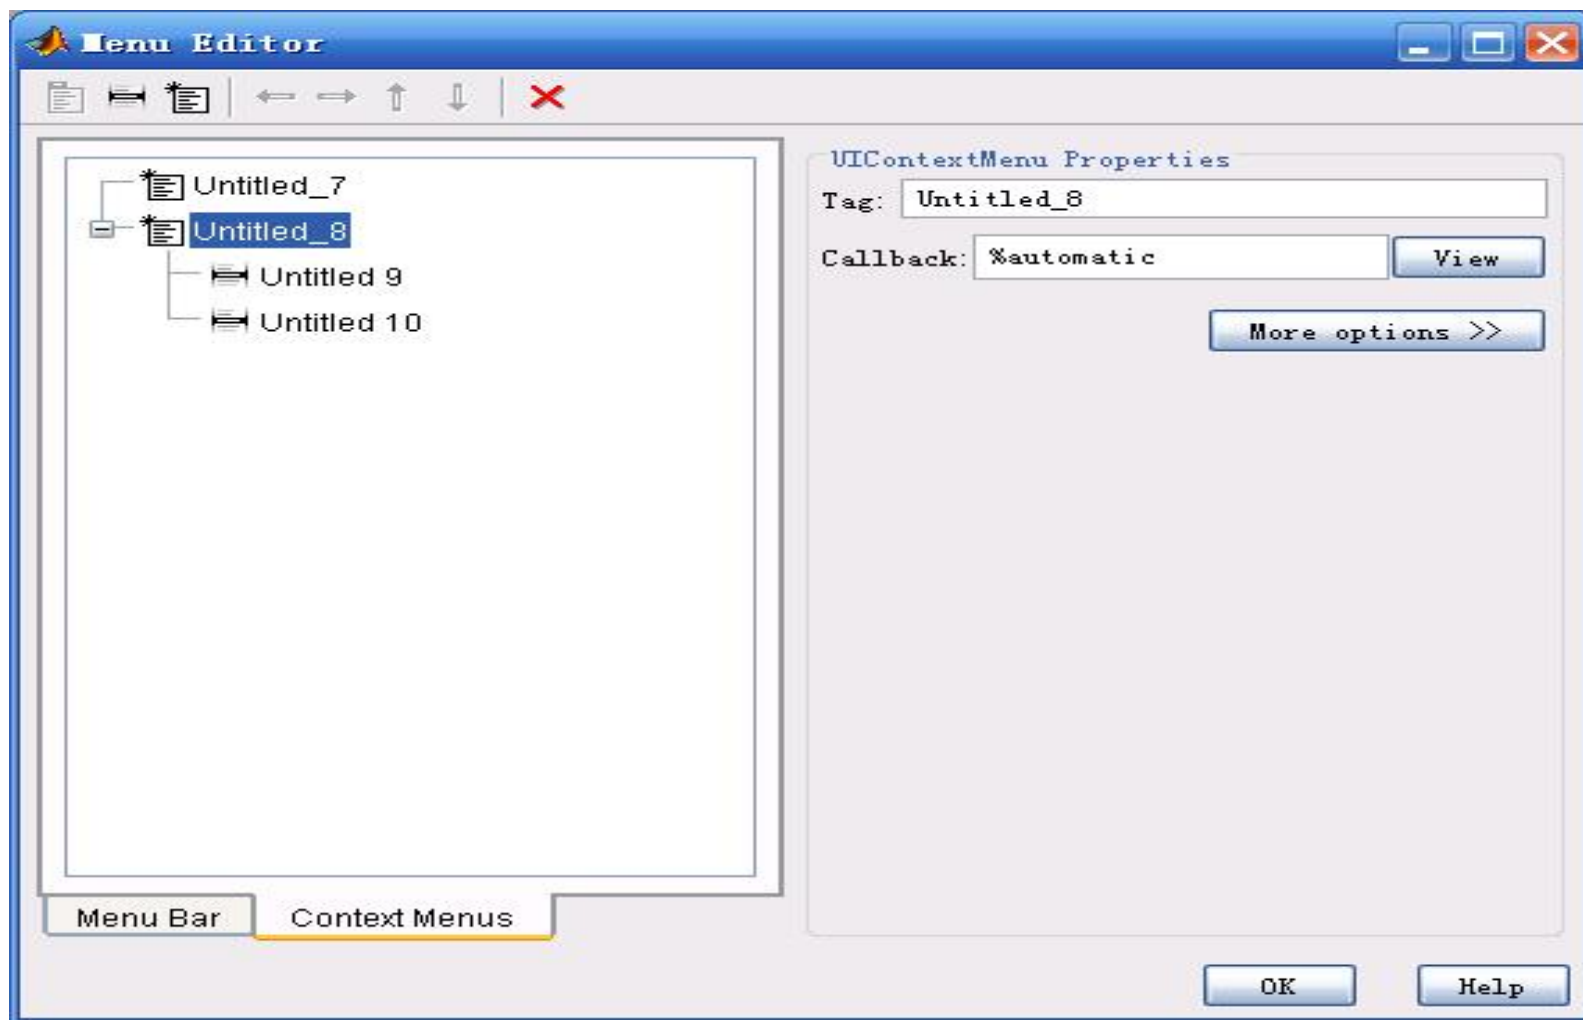 Menu Editor
Untitled_7
Untitled_8
Untitled 9
Untitled 10
Menu Bar
Context Menus
UIContextMenu Properties
Tag: Untitled_8
Callback: %automatic View
More options >>
OK
Help